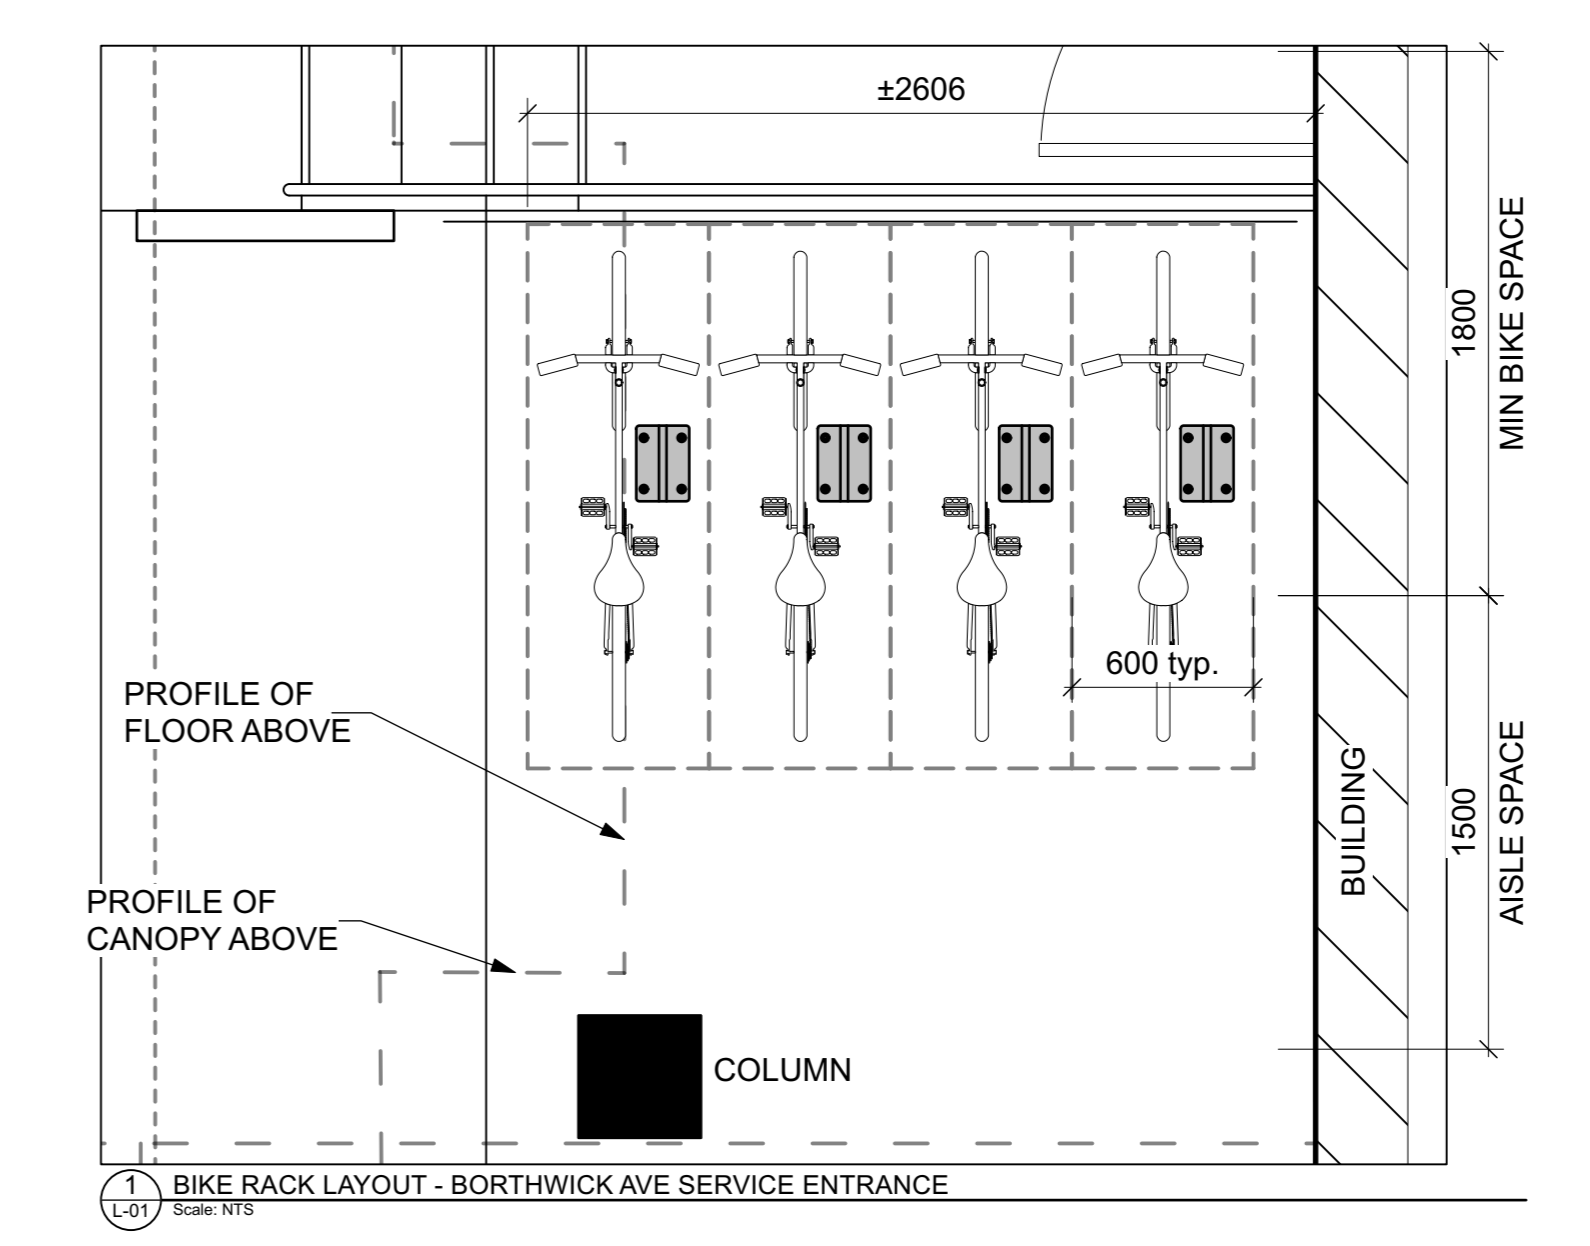 ±2606
1800
MIN BIKE SPACE
600 typ.
PROFILE OF
FLOOR ABOVE
BUILDING
1500
AISLE SPACE
PROFILE OF
CANOPY ABOVE
COLUMN
1
L-01
BIKE RACK LAYOUT - BORTHWICK AVE SERVICE ENTRANCE
Scale: NTS